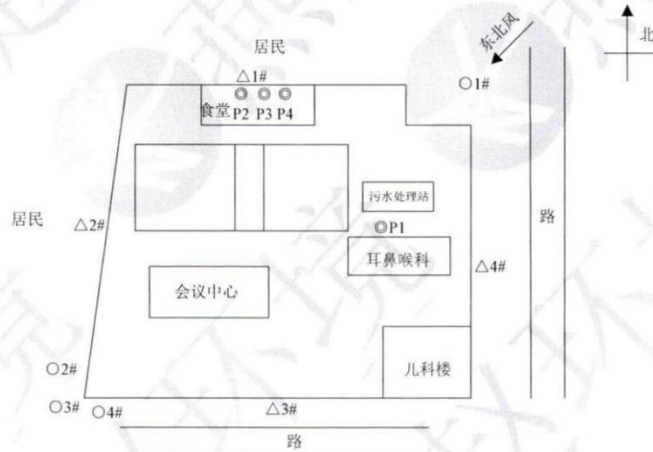 东北风
北
居民
△1#
○1#
食堂
P2 P3 P4
污水处理站
◎P1
路
居民
△2#
耳鼻喉科
△4#
会议中心
儿科楼
○2#
○3# ○4#
△3#
路